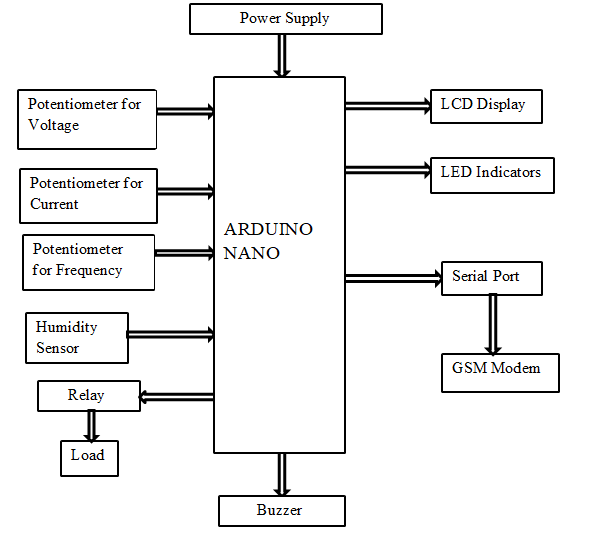 Power Supply
Potentiometer for
Voltage
Potentiometer for
Current
Potentiometer
for Frequency
Humidity
Sensor
Relay
Load
ARDUINO
NANO
LCD Display
LED Indicators
Serial Port
GSM Modem
Buzzer